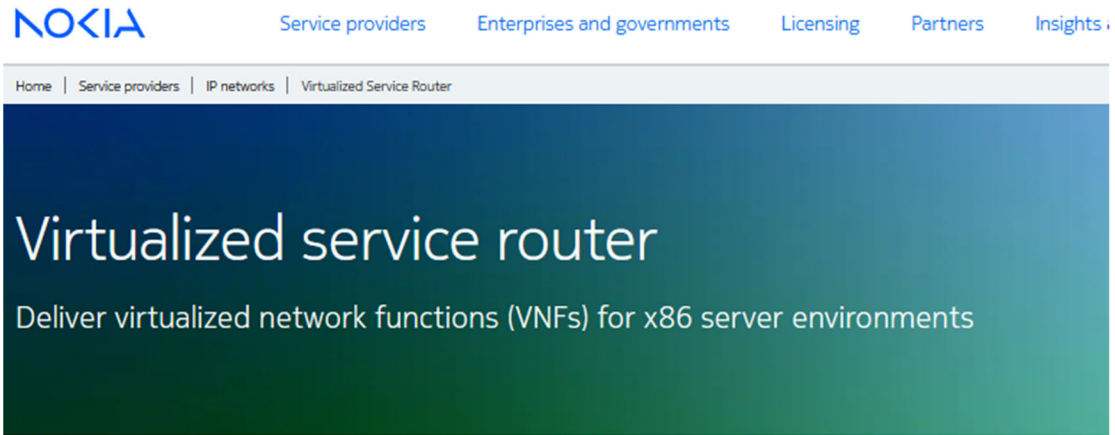 NOKIA Service providers Enterprises and governments Licensing Partners Insights
Home | Service providers | IP networks | Virtualized Service Router
Virtualized service router
Deliver virtualized network functions (VNFs) for x86 server environments